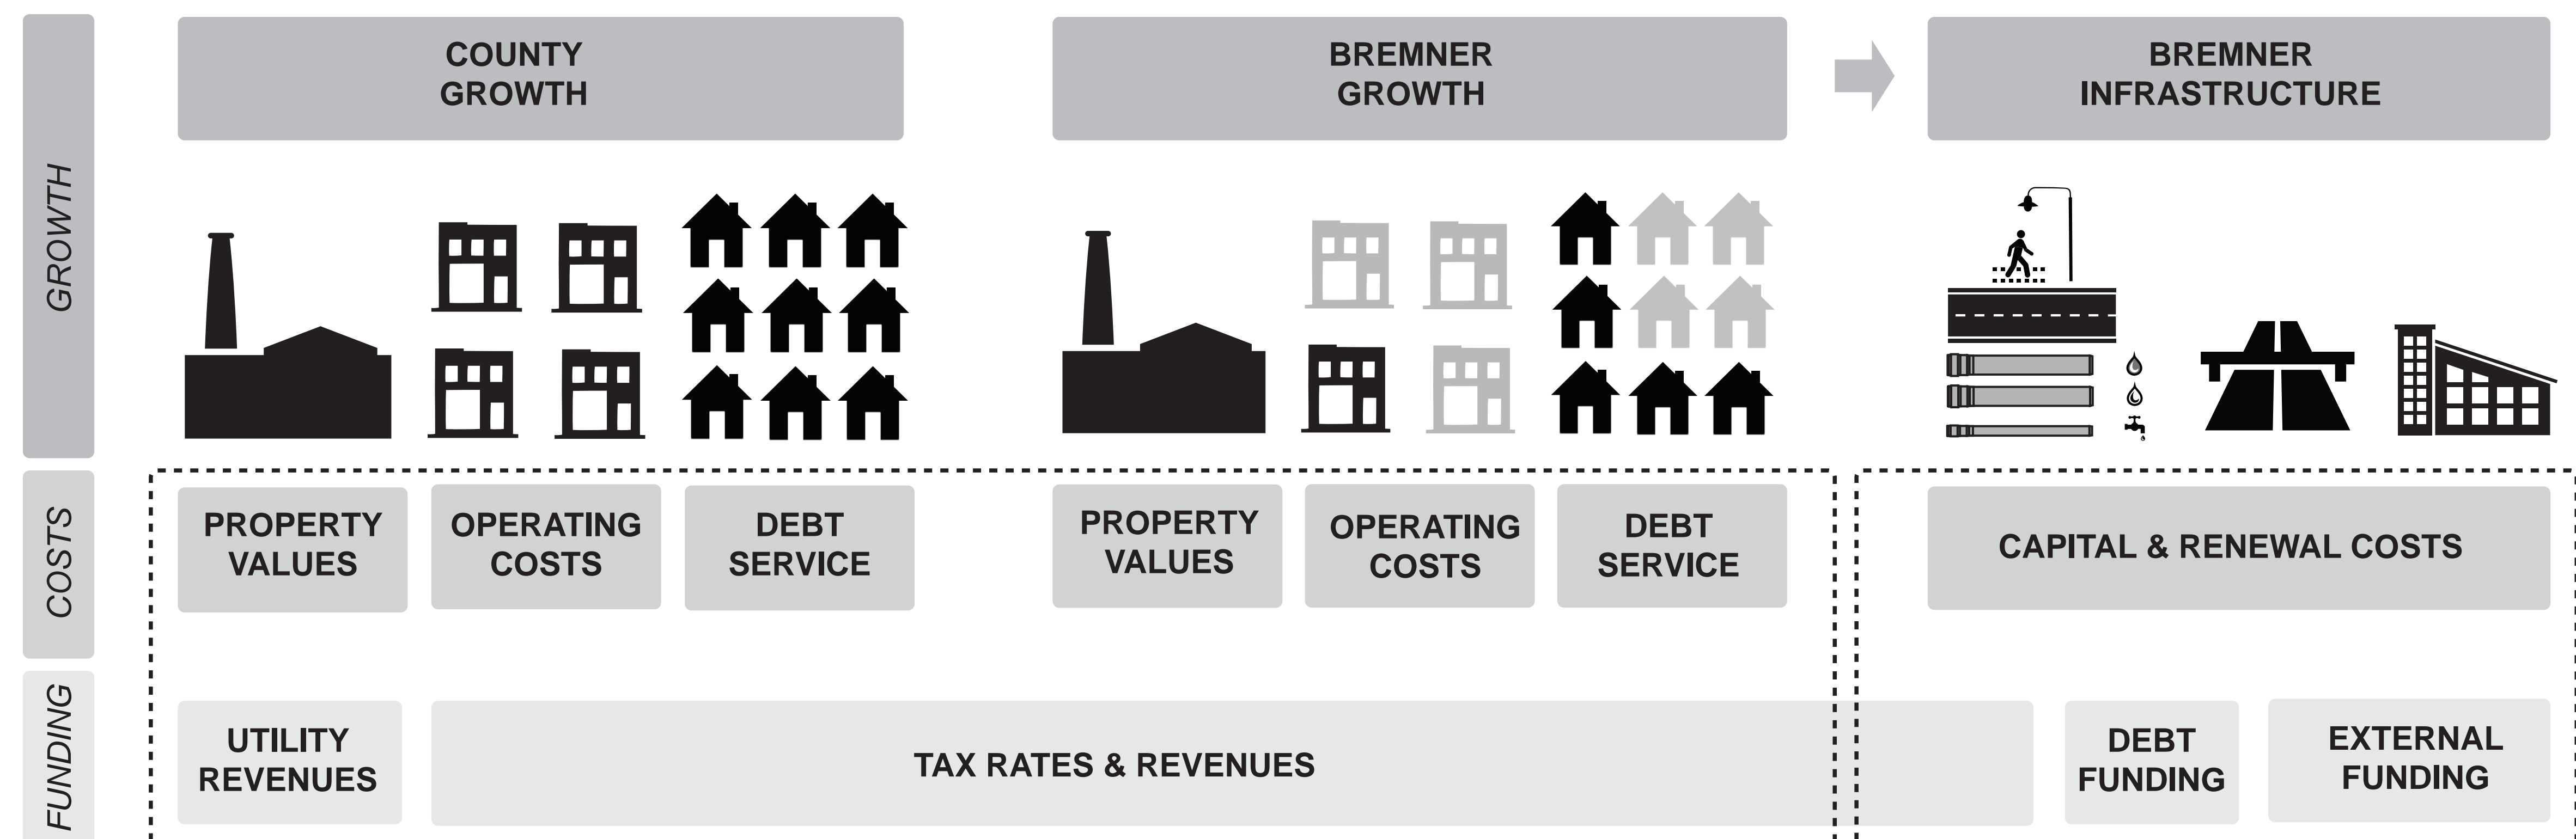 GROWTH
COUNTY
GROWTH
BREMNER
GROWTH
BREMNER
INFRASTRUCTURE
COSTS
PROPERTY
VALUES
OPERATING
COSTS
DEBT
SERVICE
PROPERTY
VALUES
OPERATING
COSTS
DEBT
SERVICE
CAPITAL & RENEWAL COSTS
FUNDING
UTILITY
REVENUES
TAX RATES & REVENUES
DEBT
FUNDING
EXTERNAL
FUNDING